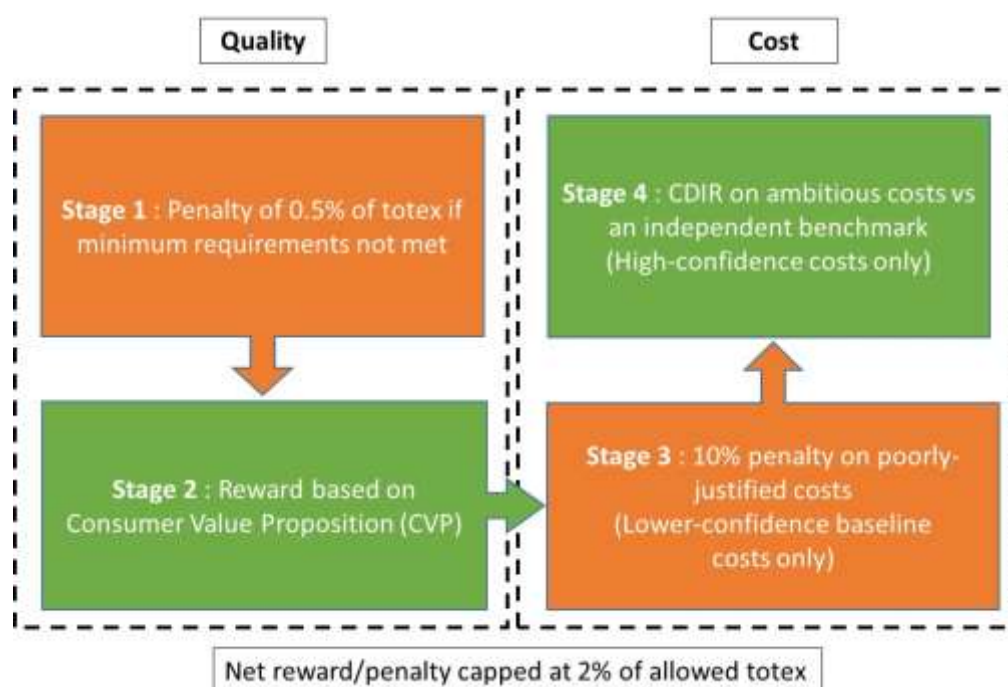 Quality
Cost
Stage 1 : Penalty of 0.5% of totex if
minimum requirements not met
Stage 2 : Reward based on
Consumer Value Proposition (CVP)
Stage 3 : 10% penalty on poorly-
justified costs
(Lower-confidence baseline
costs only)
Stage 4 : CDIR on ambitious costs vs
an independent benchmark
(High-confidence costs only)
Net reward/penalty capped at 2% of allowed totex